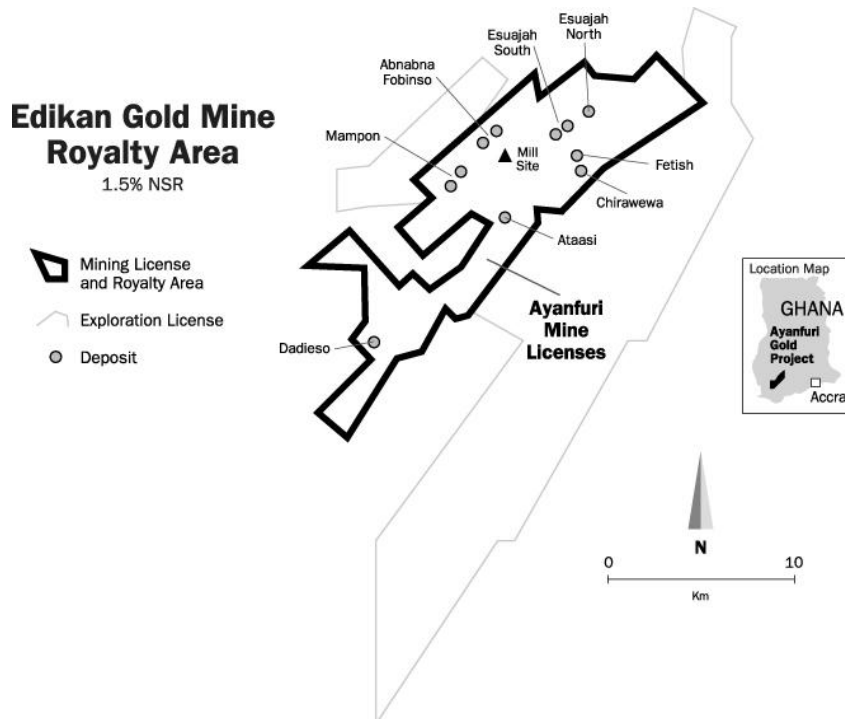 Edikan Gold Mine
Royalty Area
1.5% NSR
Mining License
and Royalty Area
Exploration License
Deposit
Esuajah
North
Esuajah
South
Abnabna
Fobinso
Mampon
Mill
Site
Fetish
Chirawewa
Ataasi
Ayanfuri
Mine
Licenses
Dadieso
Location Map
GHANA
Ayanfuri
Gold
Project
Accra
N
0
10
Km